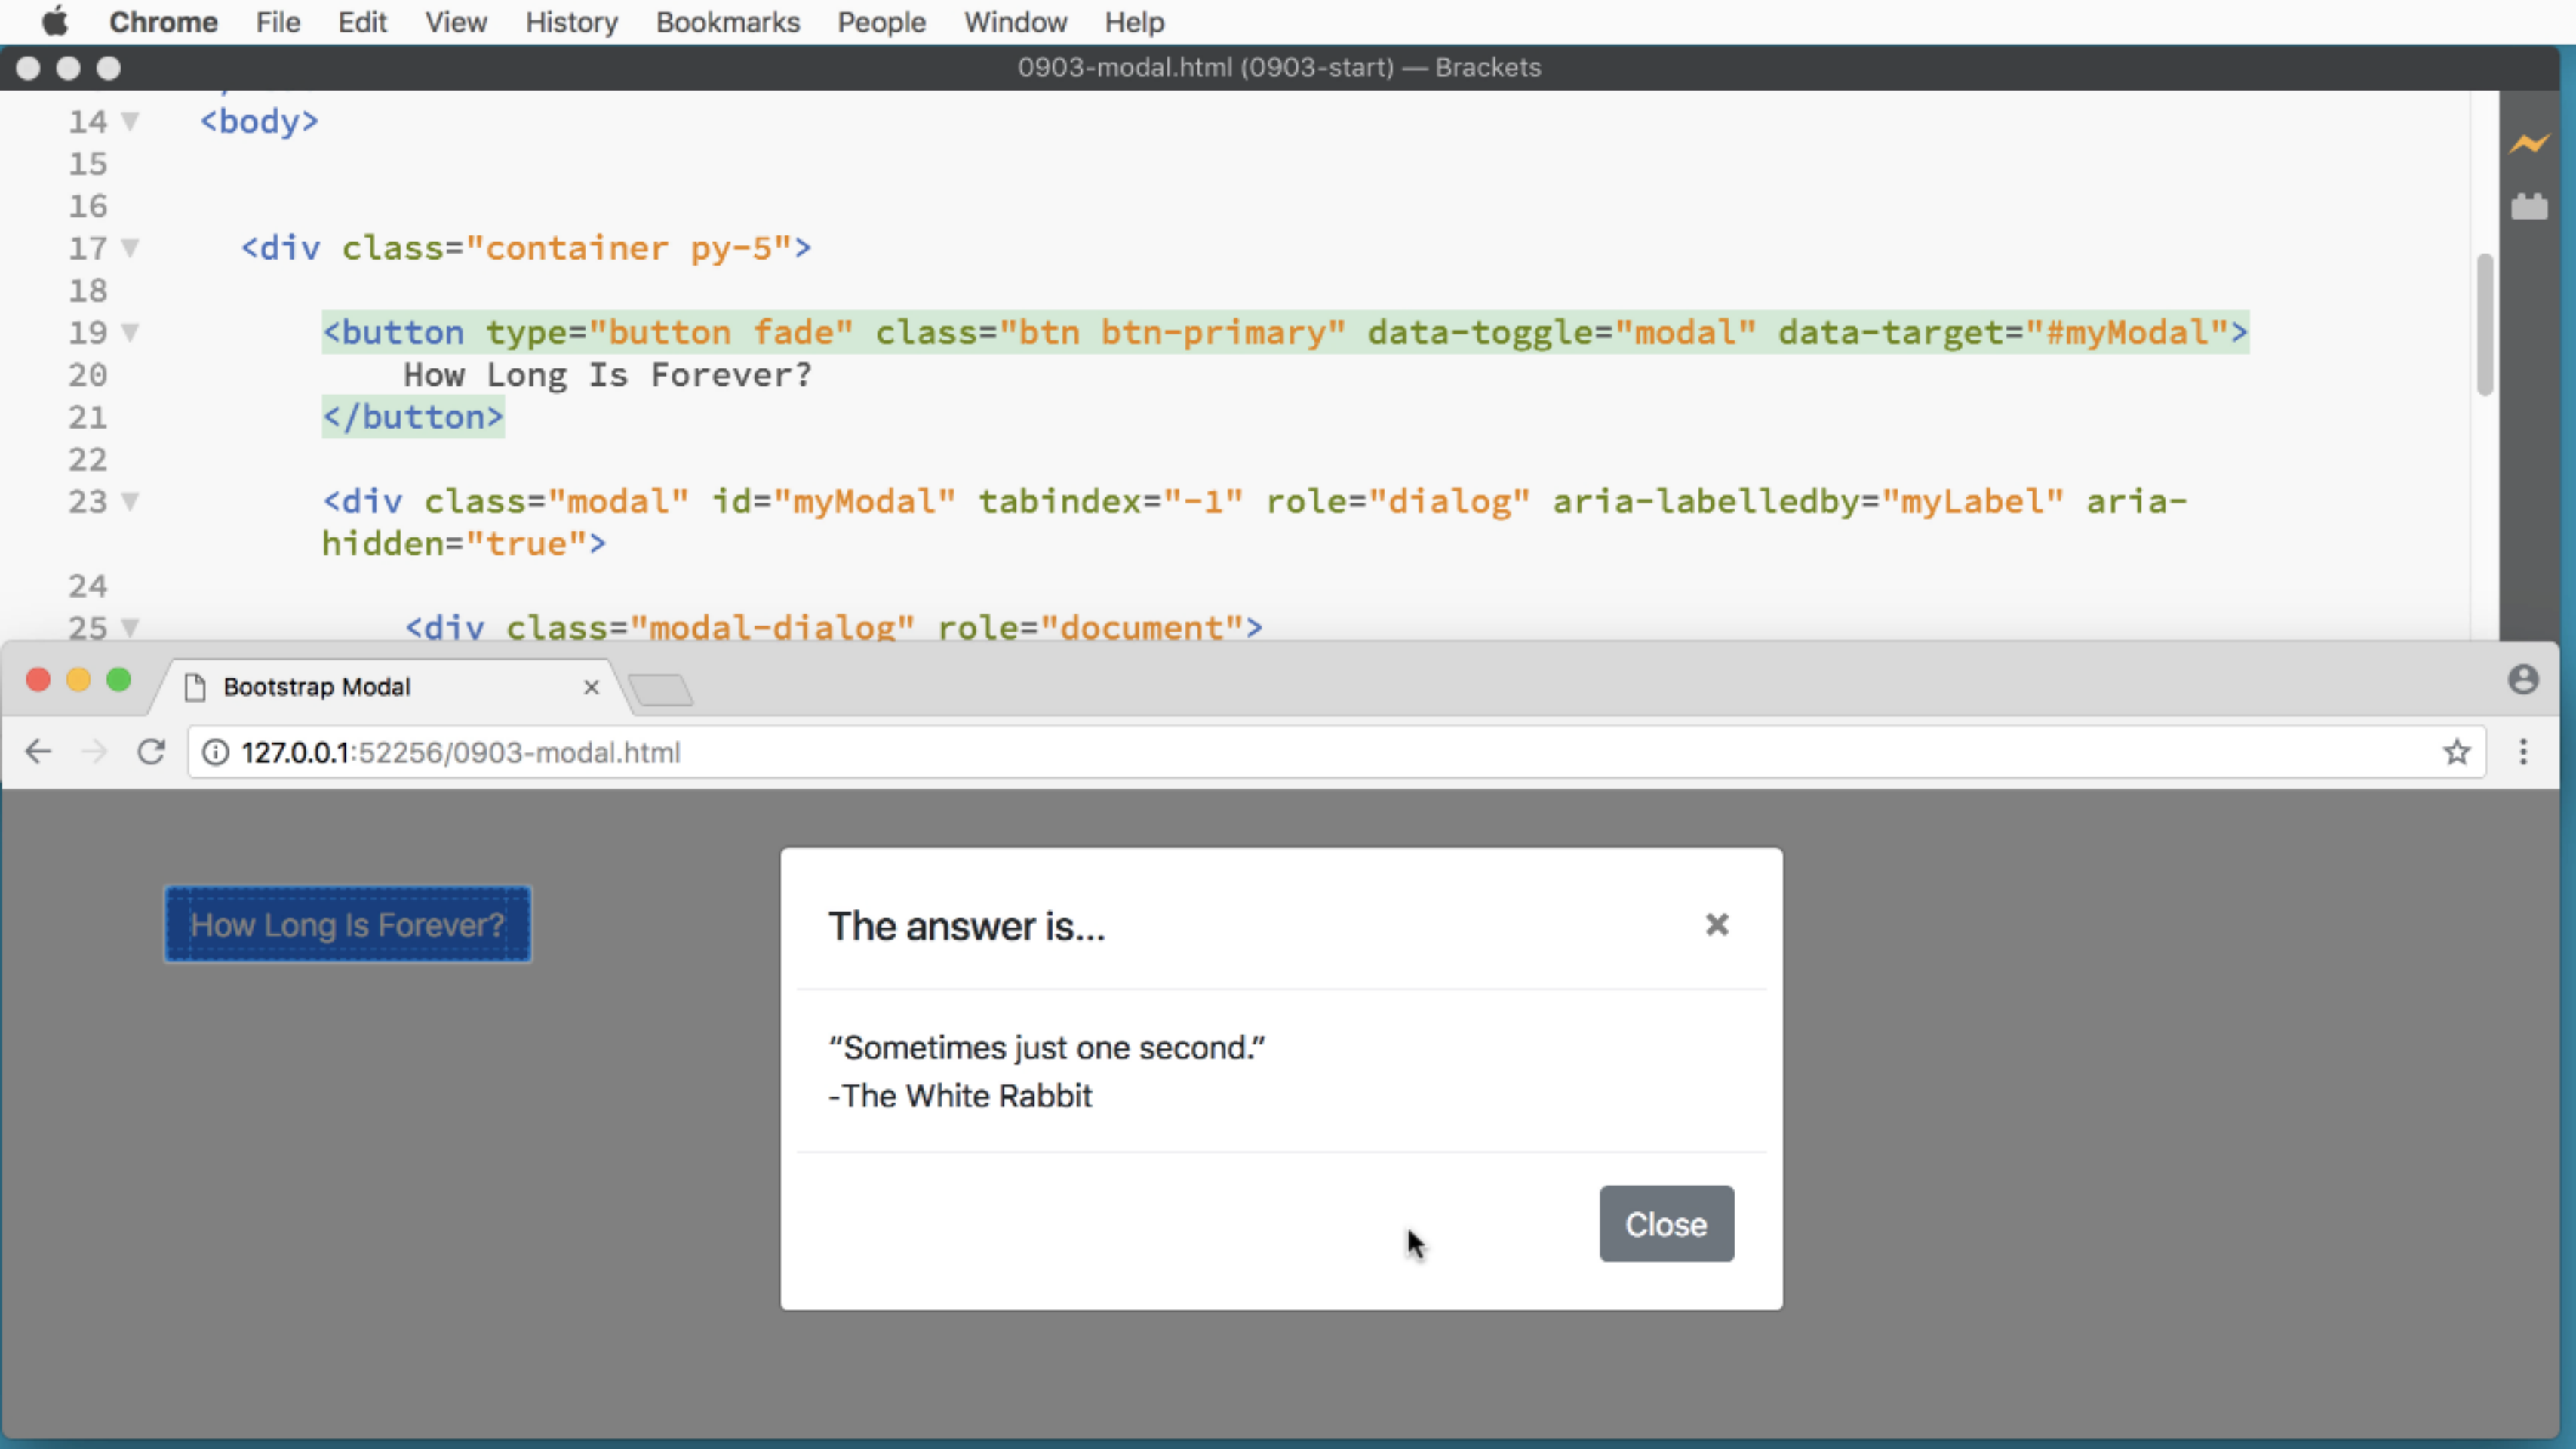 Chrome File Edit View History Bookmarks People Window Help
0903-modal.html (0903-start) — Brackets
14 <body>
15
16
17 <div class="container py-5">
18
19 <button type="button fade" class="btn btn-primary" data-toggle="modal" data-target="#myModal">
20 How Long Is Forever?
21 </button>
22
23 <div class="modal" id="myModal" tabindex="-1" role="dialog" aria-labelledby="myLabel" aria-
hidden="true">
24
25 <div class="modal-dialog" role="document">
Bootstrap Modal
127.0.0.1:52256/0903-modal.html
How Long Is Forever?
The answer is...
“Sometimes just one second.”
-The White Rabbit
Close